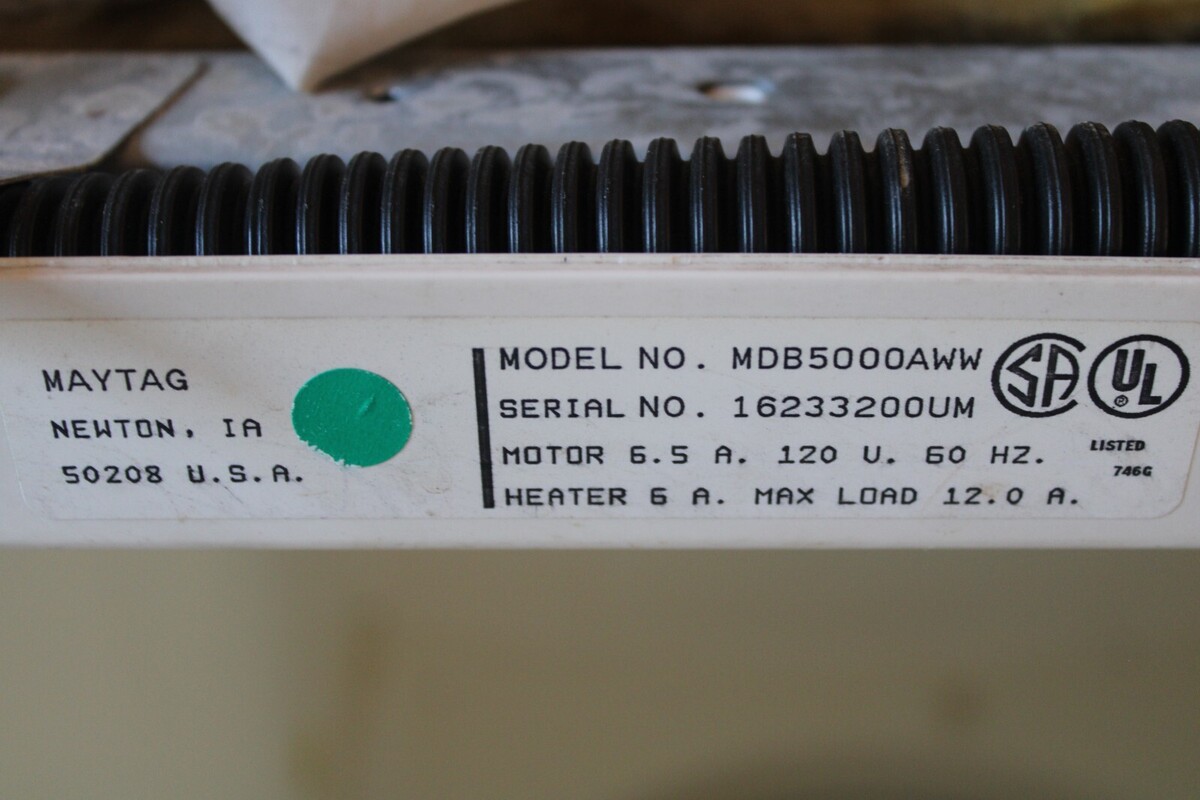 MAYTAG
NEWTON, IA
50208 U.S.A.
MODEL NO. MDB5000AWW
SERIAL NO. 16233200UM
MOTOR 6.5 A. 120 V. 60 HZ.
HEATER 6 A. MAX LOAD 12.0 A.
SA
UL
®
LISTED
746G